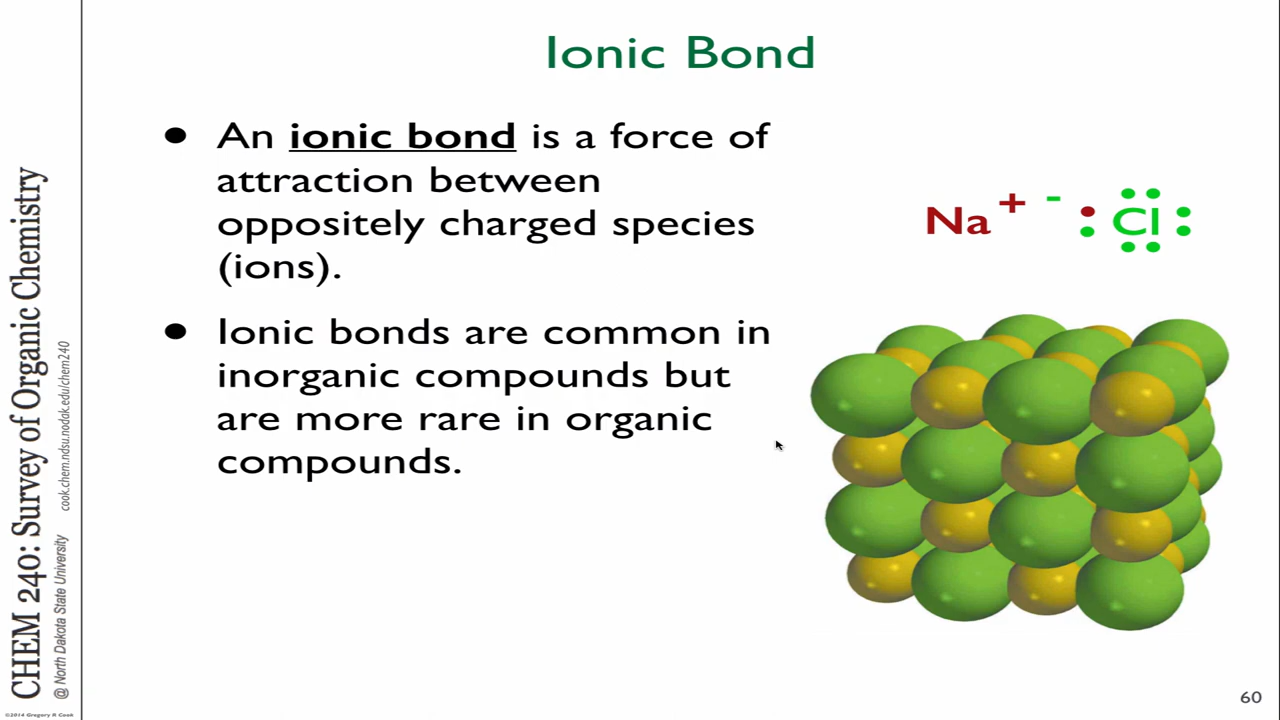 Ionic Bond
● An ionic bond is a force of
attraction between
oppositely charged species
(ions).
● Ionic bonds are common in
inorganic compounds but
are more rare in organic
compounds.
Na+ - Cl
CHEM 240: Survey of Organic Chemistry
@ North Dakota State University cook.chem.ndsu.nodak.edu/chem240
©2014 Gregory R Cook
60